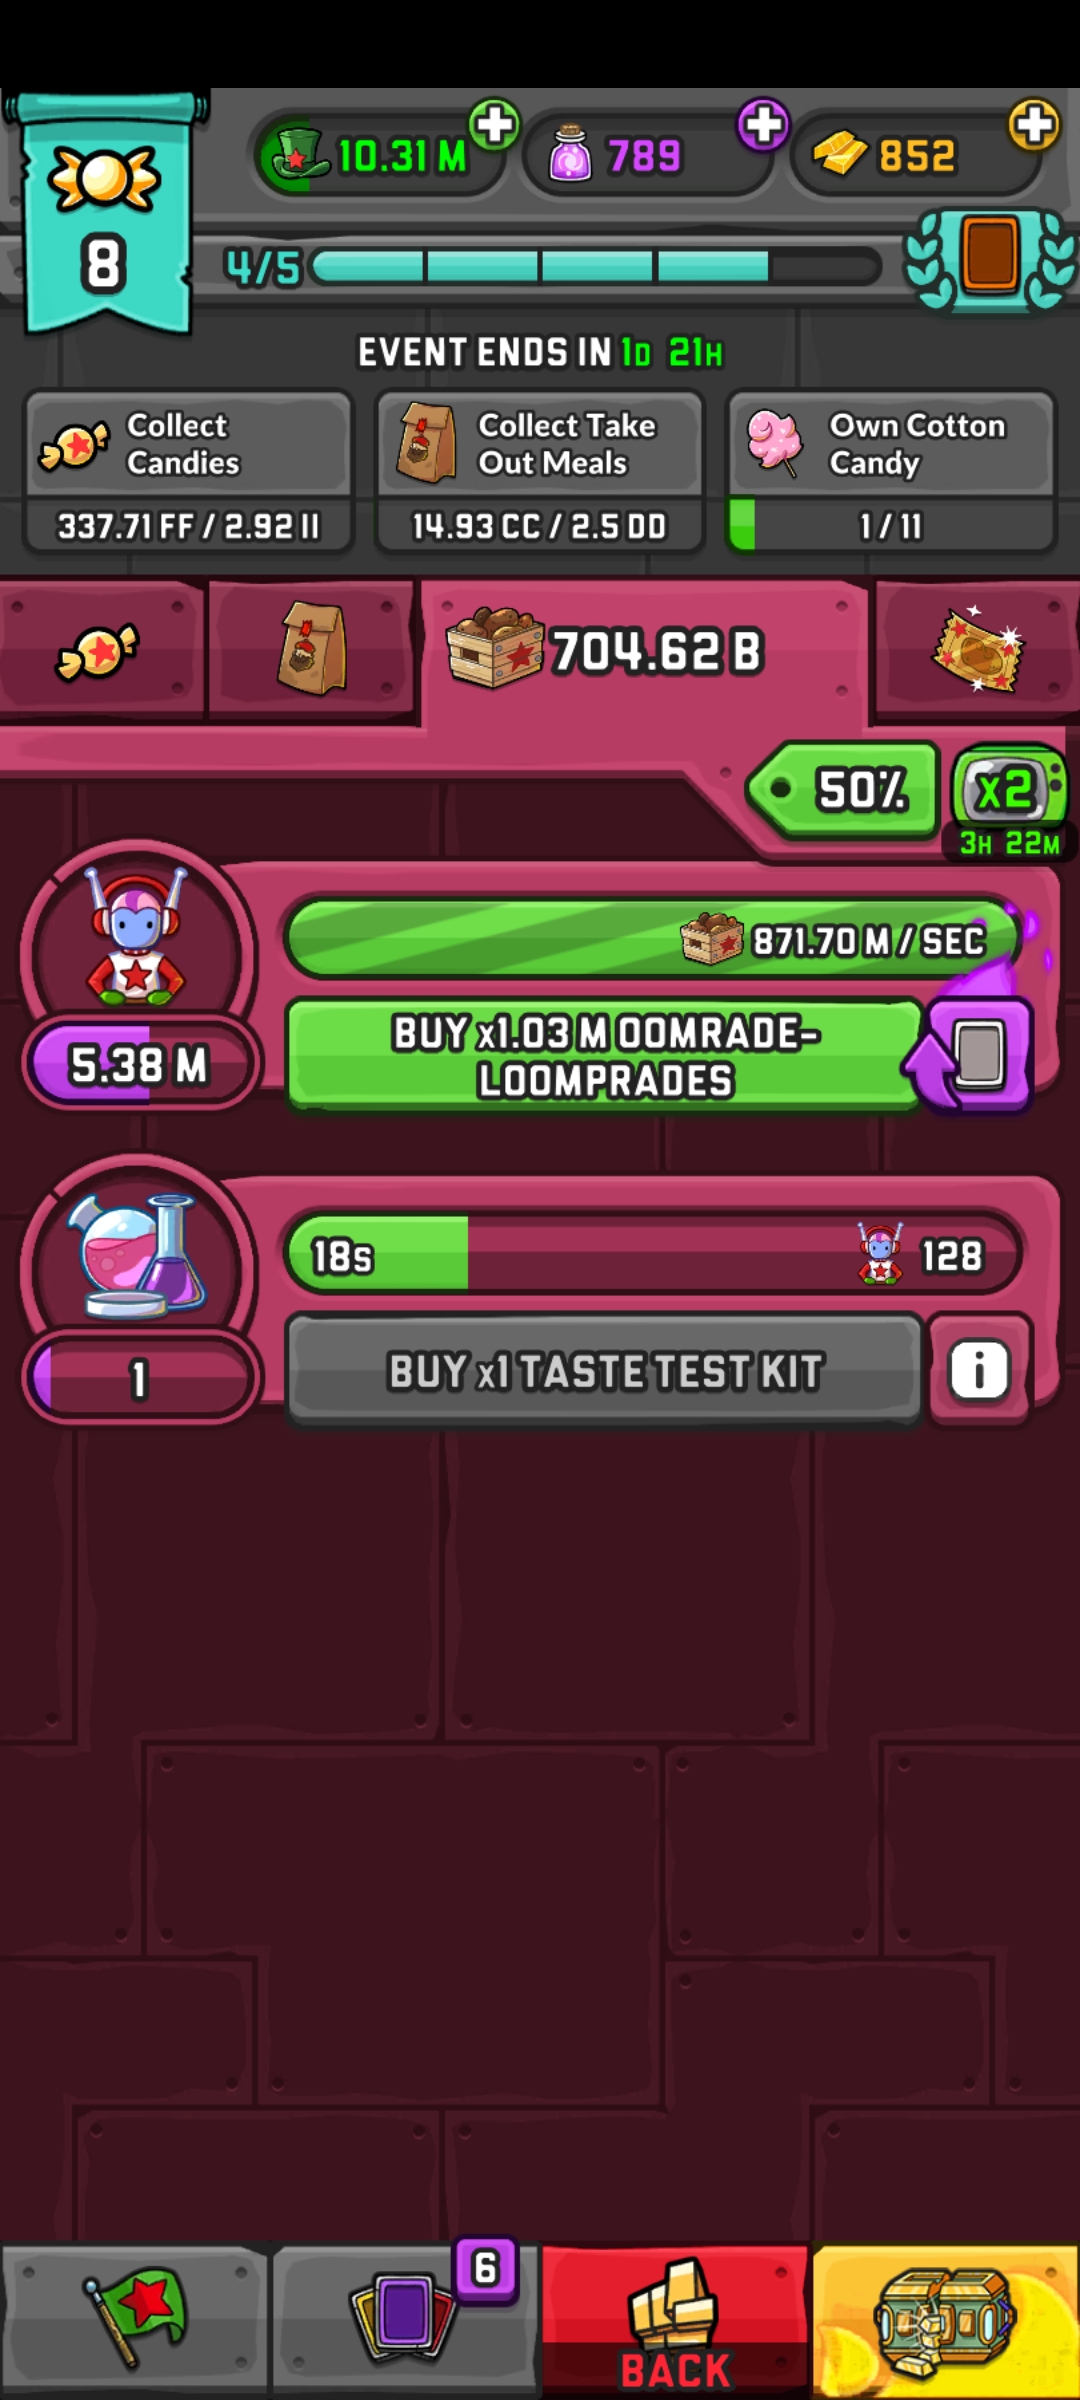 10.31 M
789
852
8
4/5
EVENT ENDS IN 1D 21H
Collect
Candies
337.71 FF / 2.92 II
Collect Take
Out Meals
14.93 CC / 2.5 DD
Own Cotton
Candy
1 / 11
704.62 B
50%
x2
3H 22M
871.70 M / SEC
5.38 M
BUY x1.03 M OOMRADE-
LOOMPRADES
18s
128
1
BUY x1 TASTE TEST KIT
i
6
BACK